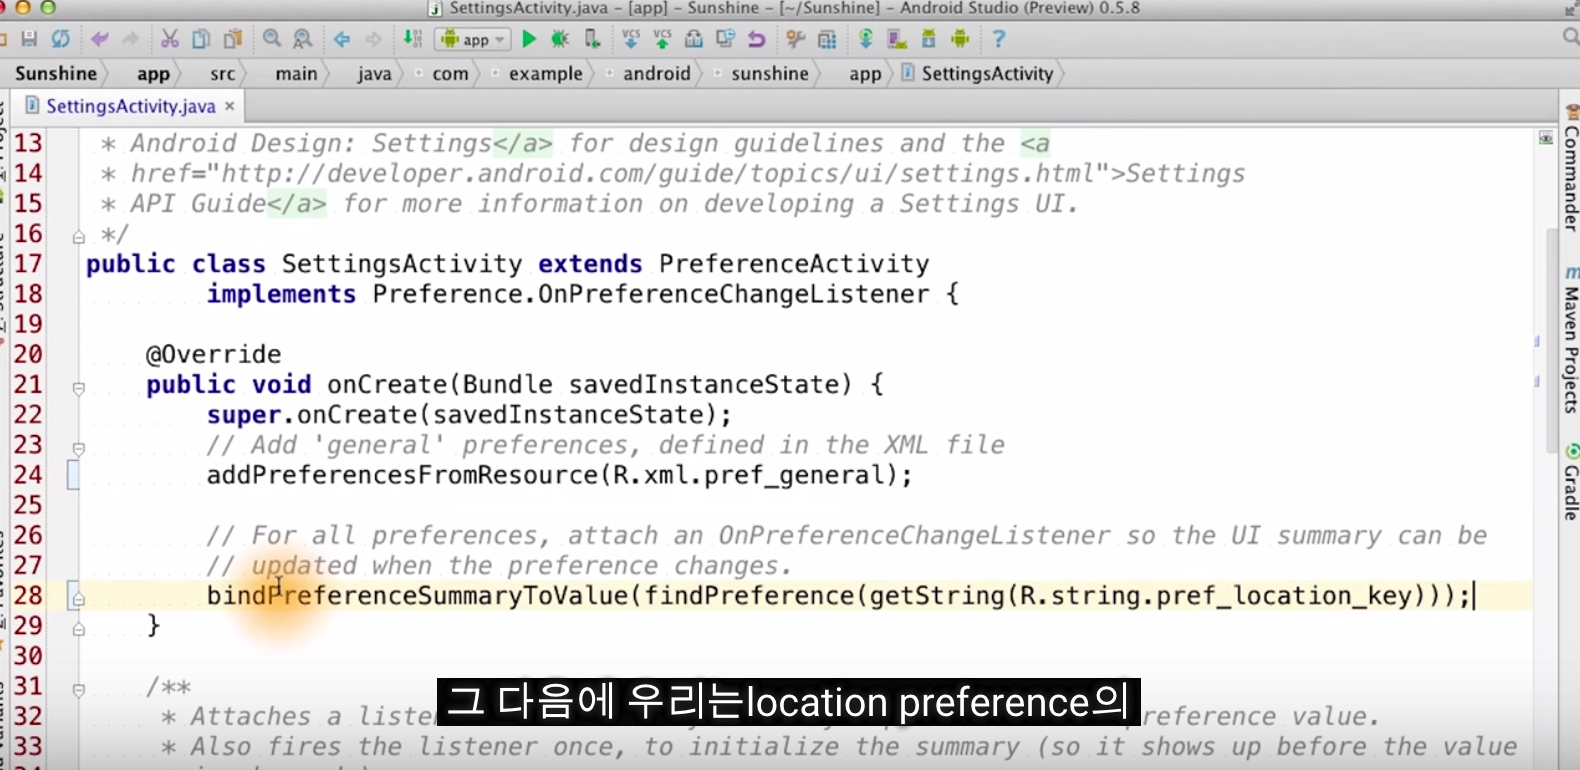 SettingsActivity.java – [app] – Sunshine – [~/Sunshine] – Android Studio (Preview) 0.5.8
app
Sunshine app src main java com example android sunshine app SettingsActivity
SettingsActivity.java
13 * Android Design: Settings</a> for design guidelines and the <a
14 * href="http://developer.android.com/guide/topics/ui/settings.html">Settings
15 * API Guide</a> for more information on developing a Settings UI.
16 */
17 public class SettingsActivity extends PreferenceActivity
18 implements Preference.OnPreferenceChangeListener {
19
20 @Override
21 public void onCreate(Bundle savedInstanceState) {
22 super.onCreate(savedInstanceState);
23 // Add 'general' preferences, defined in the XML file
24 addPreferencesFromResource(R.xml.pref_general);
25
26 // For all preferences, attach an OnPreferenceChangeListener so the UI summary can be
27 // updated when the preference changes.
28 bindPreferenceSummaryToValue(findPreference(getString(R.string.pref_location_key)));
29 }
30
31 /**
32 * Attaches a preference value.
33 * Also fires the listener once, to initialize the summary (so it shows up before the value
그 다음에 우리는location preference의
Commander
Maven Projects
Gradle